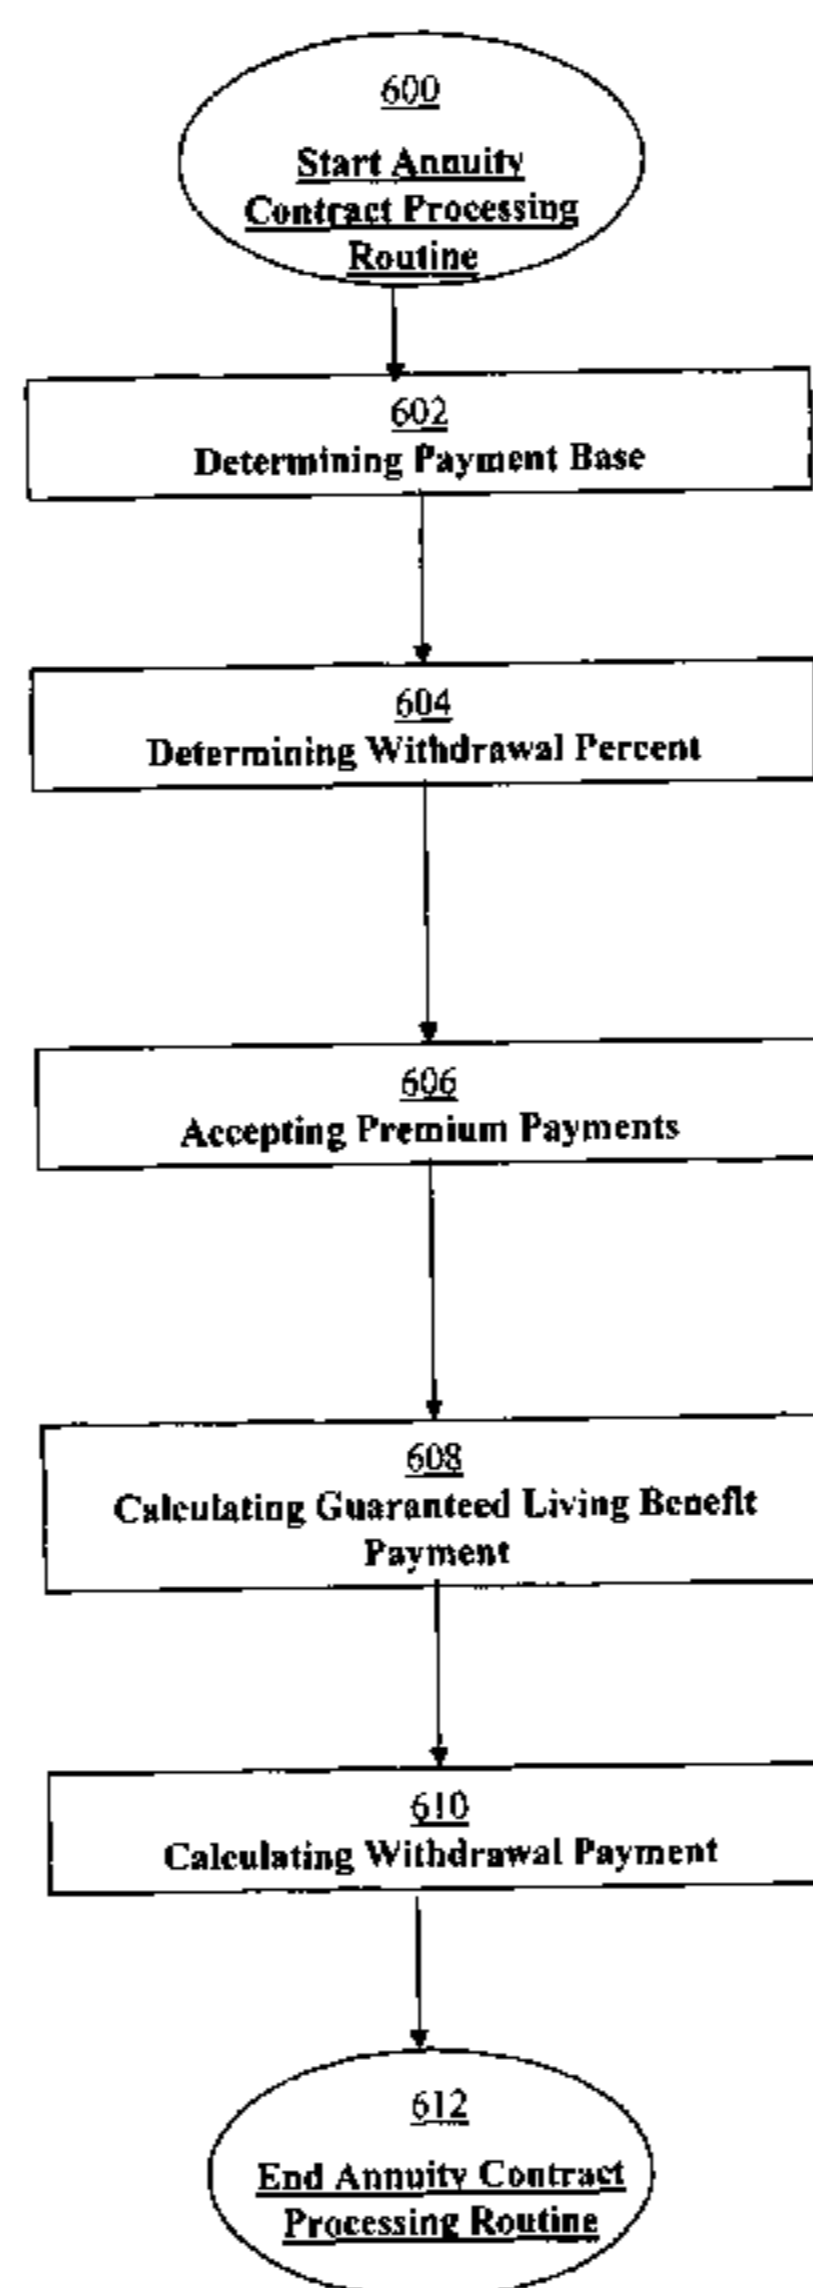 600
Start Annuity
Contract Processing
Routine
602
Determining Payment Base
604
Determining Withdrawal Percent
606
Accepting Premium Payments
608
Calculating Guaranteed Living Benefit
Payment
610
Calculating Withdrawal Payment
612
End Annuity Contract
Processing Routine